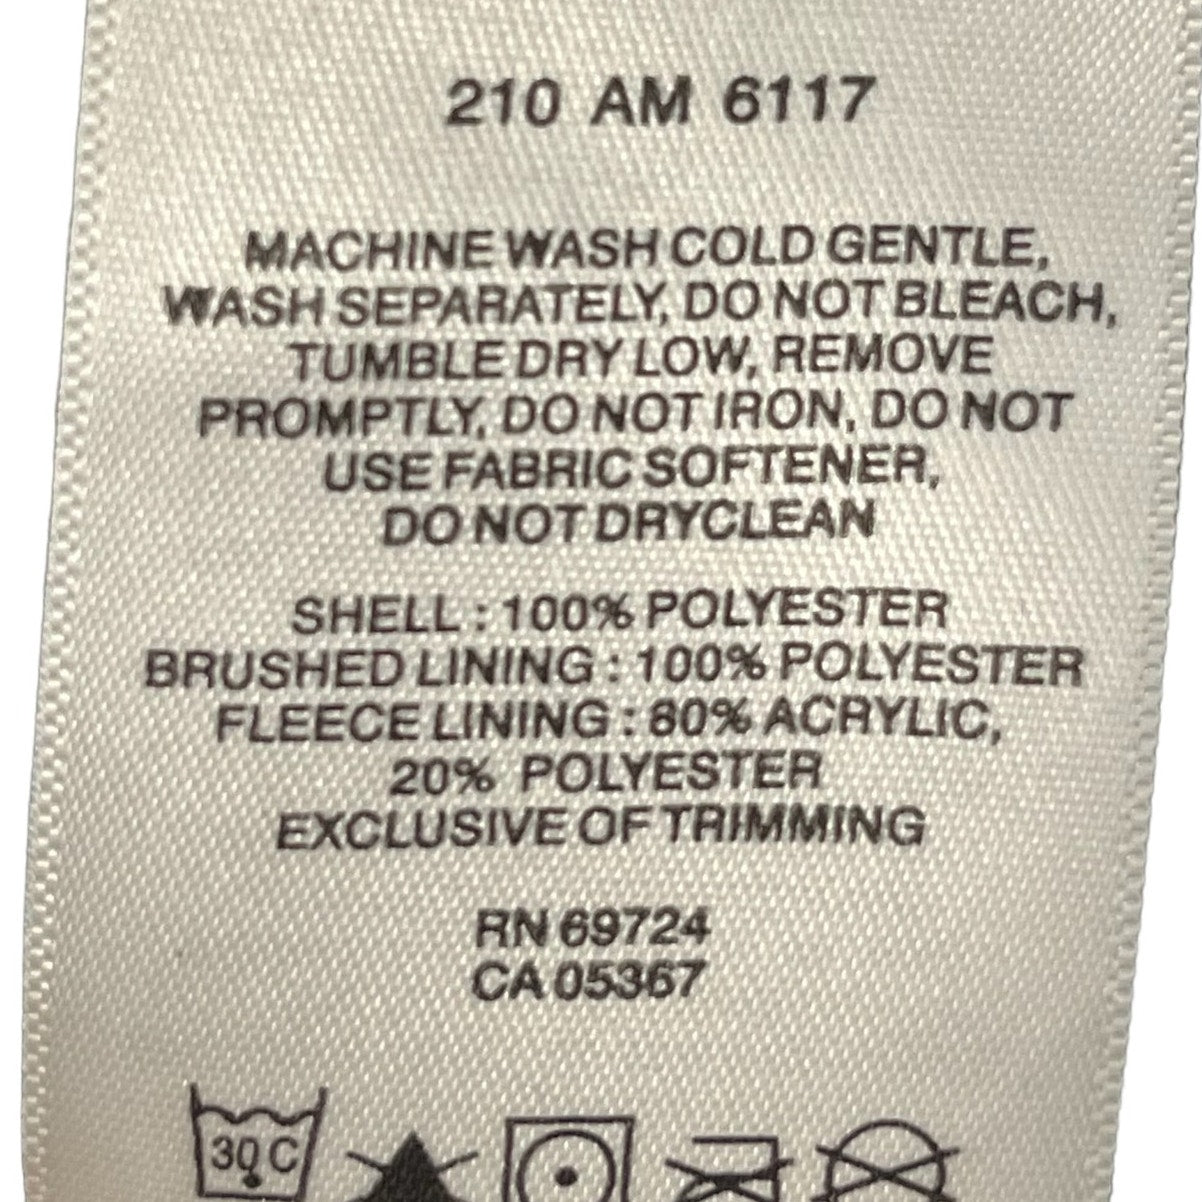 210 AM 6117
MACHINE WASH COLD GENTLE,
WASH SEPARATELY, DO NOT BLEACH,
TUMBLE DRY LOW, REMOVE
PROMPTLY, DO NOT IRON, DO NOT
USE FABRIC SOFTENER,
DO NOT DRYCLEAN
SHELL : 100% POLYESTER
BRUSHED LINING : 100% POLYESTER
FLEECE LINING : 80% ACRYLIC,
20% POLYESTER
EXCLUSIVE OF TRIMMING
RN 69724
CA 05367
30 C